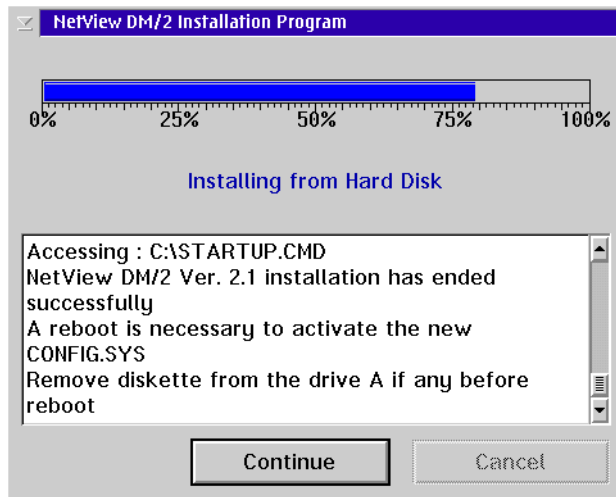 NetView DM/2 Installation Program
0% 25% 50% 75% 100%
Installing from Hard Disk
Accessing : C:\STARTUP.CMD
NetView DM/2 Ver. 2.1 installation has ended
successfully
A reboot is necessary to activate the new
CONFIG.SYS
Remove diskette from the drive A if any before
reboot
Continue Cancel